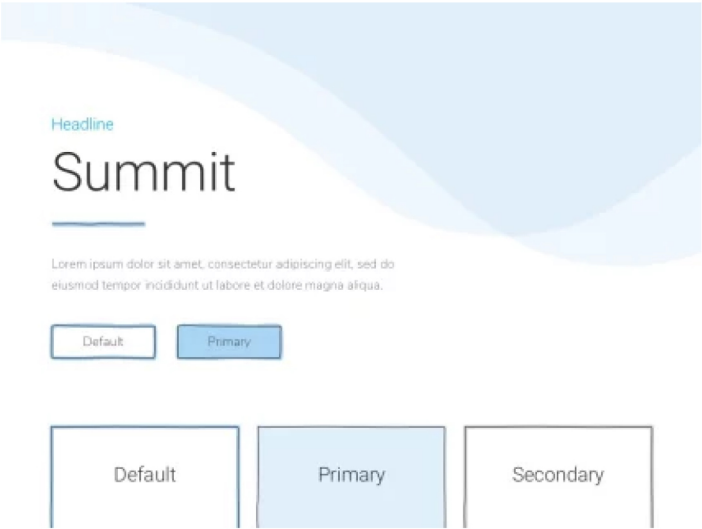 Headline
Summit
Lorem ipsum dolor sit amet, consectetur adipiscing elit, sed do
eiusmod tempor incididunt ut labore et dolore magna aliqua.
Default Primary
Default Primary Secondary